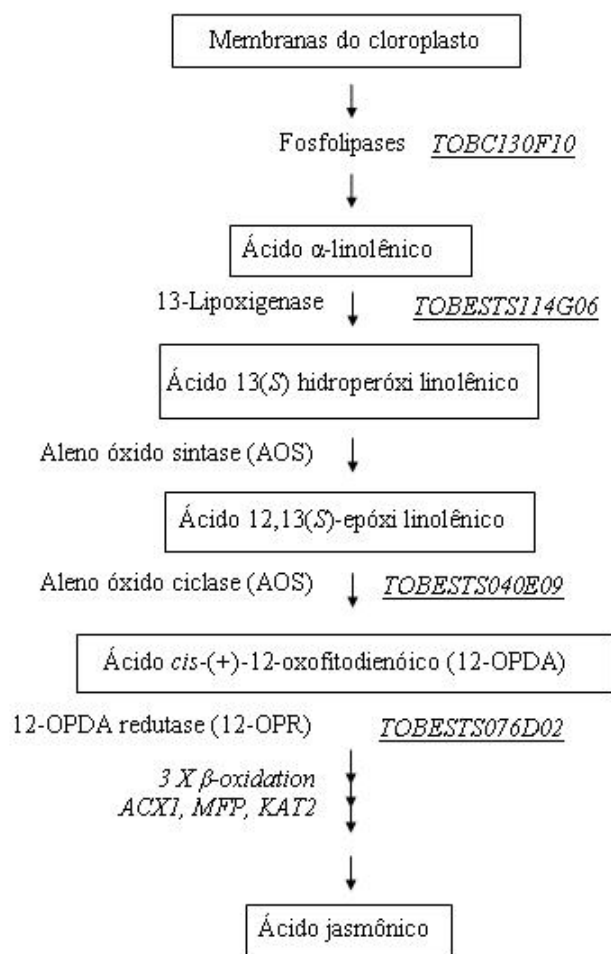 Membranas do cloroplasto
Fosfolipases TOBC130F10
Ácido α-linolênico
13-Lipoxigenase TOBESTS114G06
Ácido 13(S) hidroperóxi linolênico
Aleno óxido sintase (AOS)
Ácido 12,13(S)-epóxi linolênico
Aleno óxido ciclase (AOS) TOBESTS040E09
Ácido cis-(+)-12-oxofitodienóico (12-OPDA)
12-OPDA redutase (12-OPR) TOBESTS076D02
3 X β-oxidation
ACX1, MFP, KAT2
Ácido jasmônico